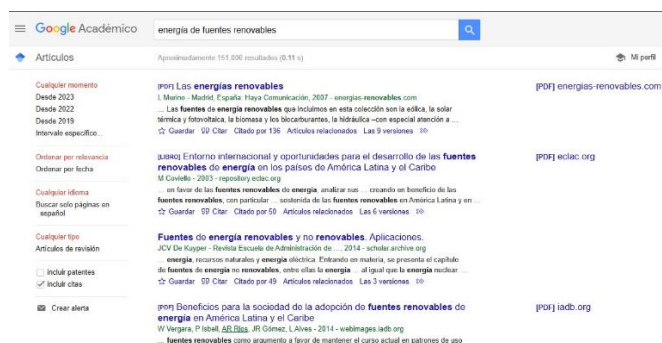 Google Académico
energía de fuentes renovables
Artículos
Aproximadamente 151,000 resultados (0.11 s)
Mi perfil
Cualquier momento
Desde 2023
Desde 2022
Desde 2019
Intervalo específico...
Ordenar por relevancia
Ordenar por fecha
Cualquier idioma
Buscar solo páginas en
español
Cualquier tipo
Artículos de revisión
incluir patentes
incluir citas
Crear alerta
[PDF] Las energías renovables
L Merino - Madrid, España: Haya Comunicación, 2007 - energias-renovables.com
... Las fuentes de energía renovables que incluimos en esta colección son la eólica, la solar
térmica y fotovoltaica, la biomasa y los biocarburantes, la hidráulica –con especial atención a ...
Guardar Citar Citado por 136 Artículos relacionados Las 9 versiones
[PDF] energias-renovables.com
[LIBRO] Entorno internacional y oportunidades para el desarrollo de las fuentes
renovables de energía en los países de América Latina y el Caribe
M Coviello - 2003 - repository.eclac.org
... en favor de las fuentes renovables de energía, analizar sus ... creando en beneficio de las
fuentes renovables, con particular ... sostenida de las fuentes renovables en América Latina y en ...
Guardar Citar Citado por 50 Artículos relacionados Las 6 versiones
[PDF] eclac.org
Fuentes de energía renovables y no renovables. Aplicaciones.
JCV De Kuyper - Revista Escuela de Administración de ..., 2014 - scholar.archive.org
... energía, recursos naturales y energía eléctrica. Entrando en materia, se presenta el capítulo
de fuentes de energía no renovables, entre ellas la energía ... al igual que la energía nuclear. ...
Guardar Citar Citado por 49 Artículos relacionados Las 3 versiones
[PDF] Beneficios para la sociedad de la adopción de fuentes renovables de
energía en América Latina y el Caribe
W Vergara, P Isbell, AR Rios, JR Gómez, L Alves - 2014 - webimages.iadb.org
... fuentes renovables como argumento a favor de mantener el curso actual en patrones de uso
[PDF] iadb.org